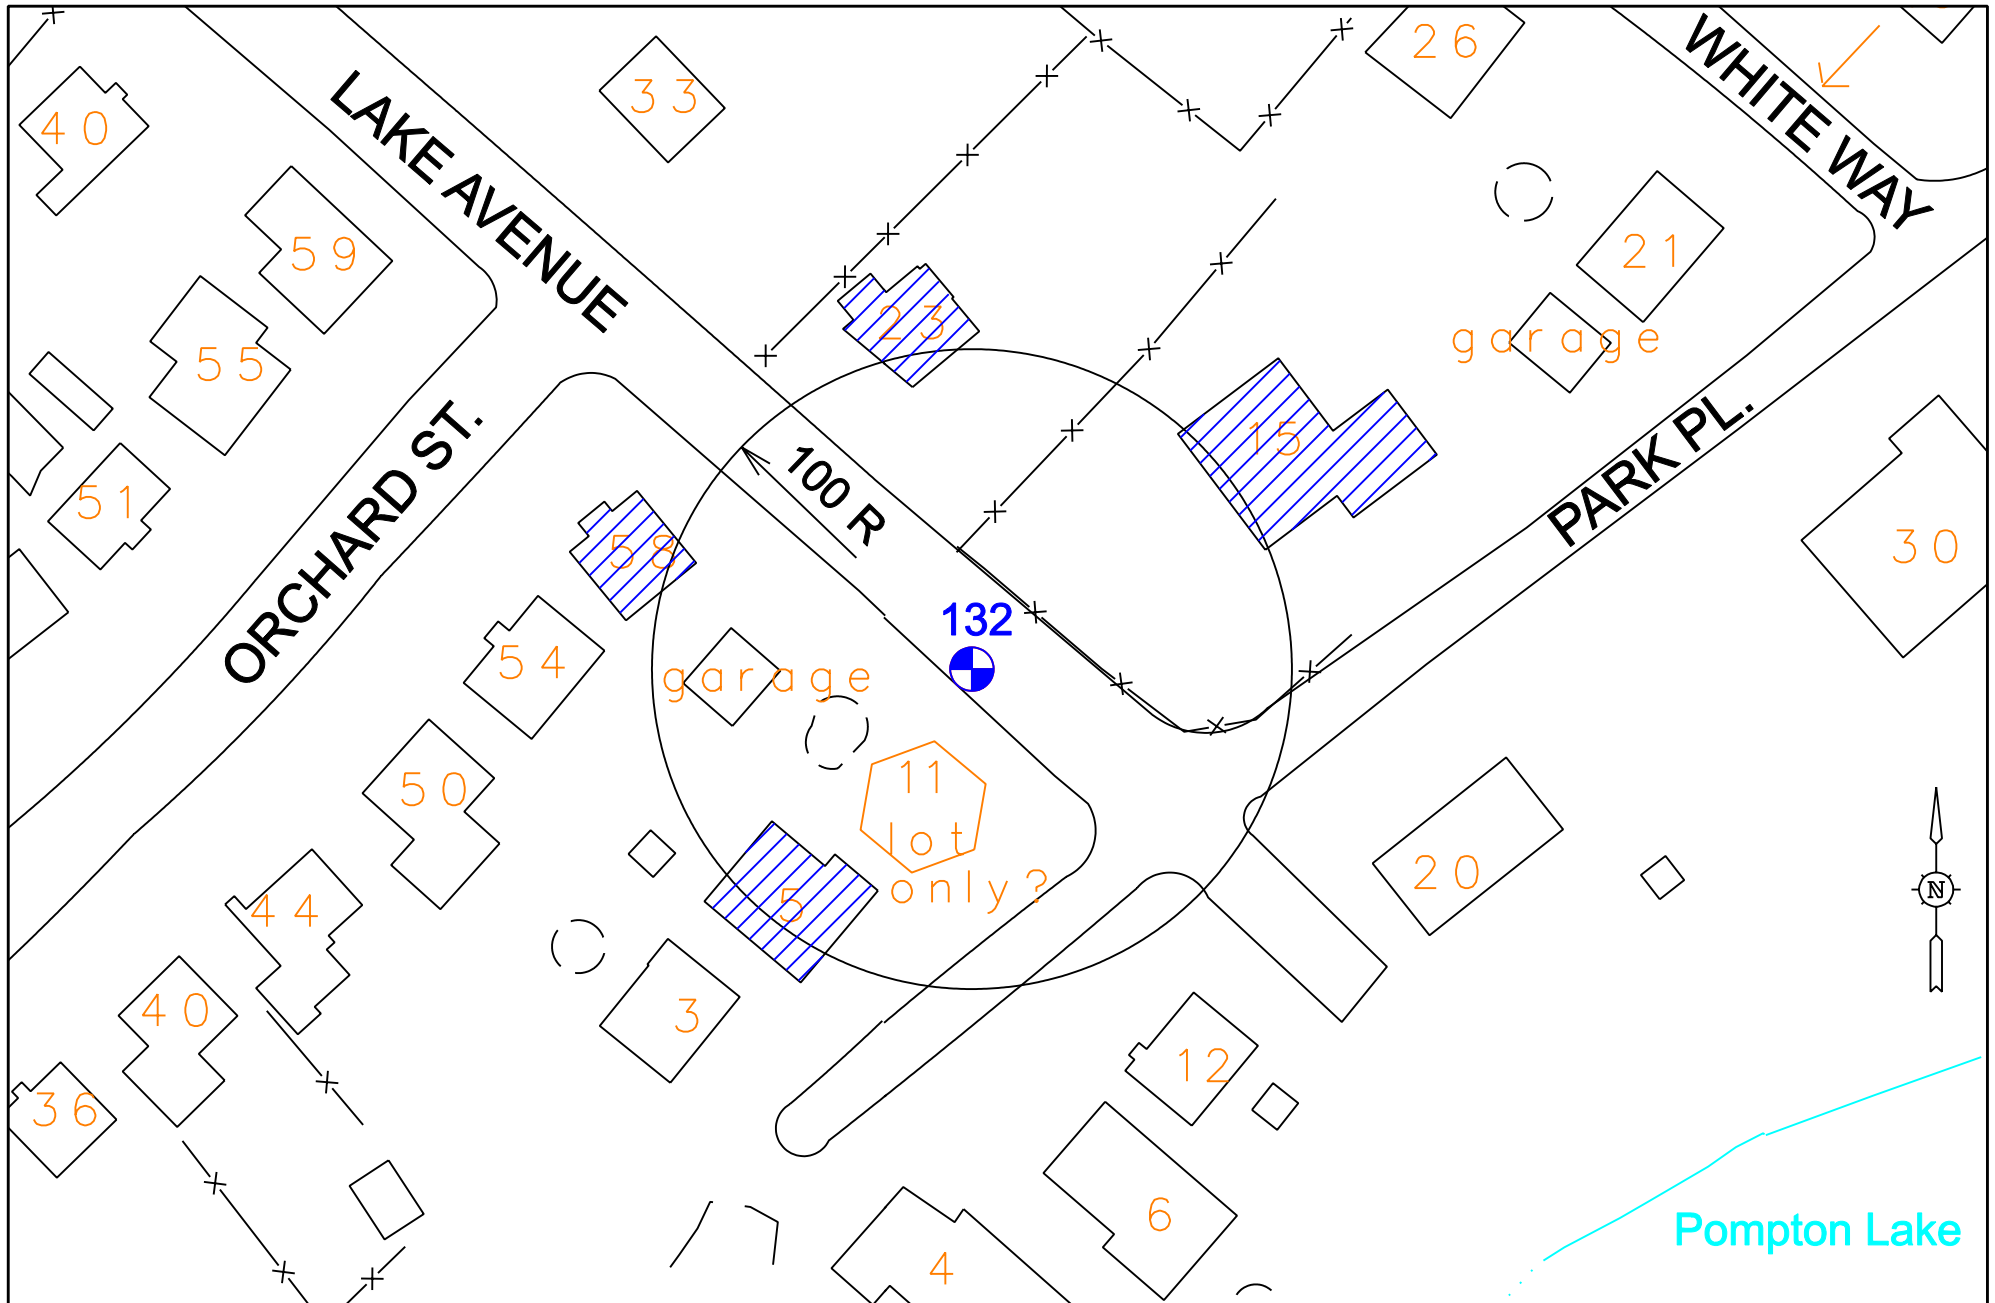 26
WHITE WAY
33
LAKE AVENUE
40
59
21
23
garage
55
PARK PL.
15
51
100 R
ORCHARD ST.
58
30
132
54
garage
11
lot
only?
50
20
N
5
44
40
3
12
36
6
Pompton Lake
4